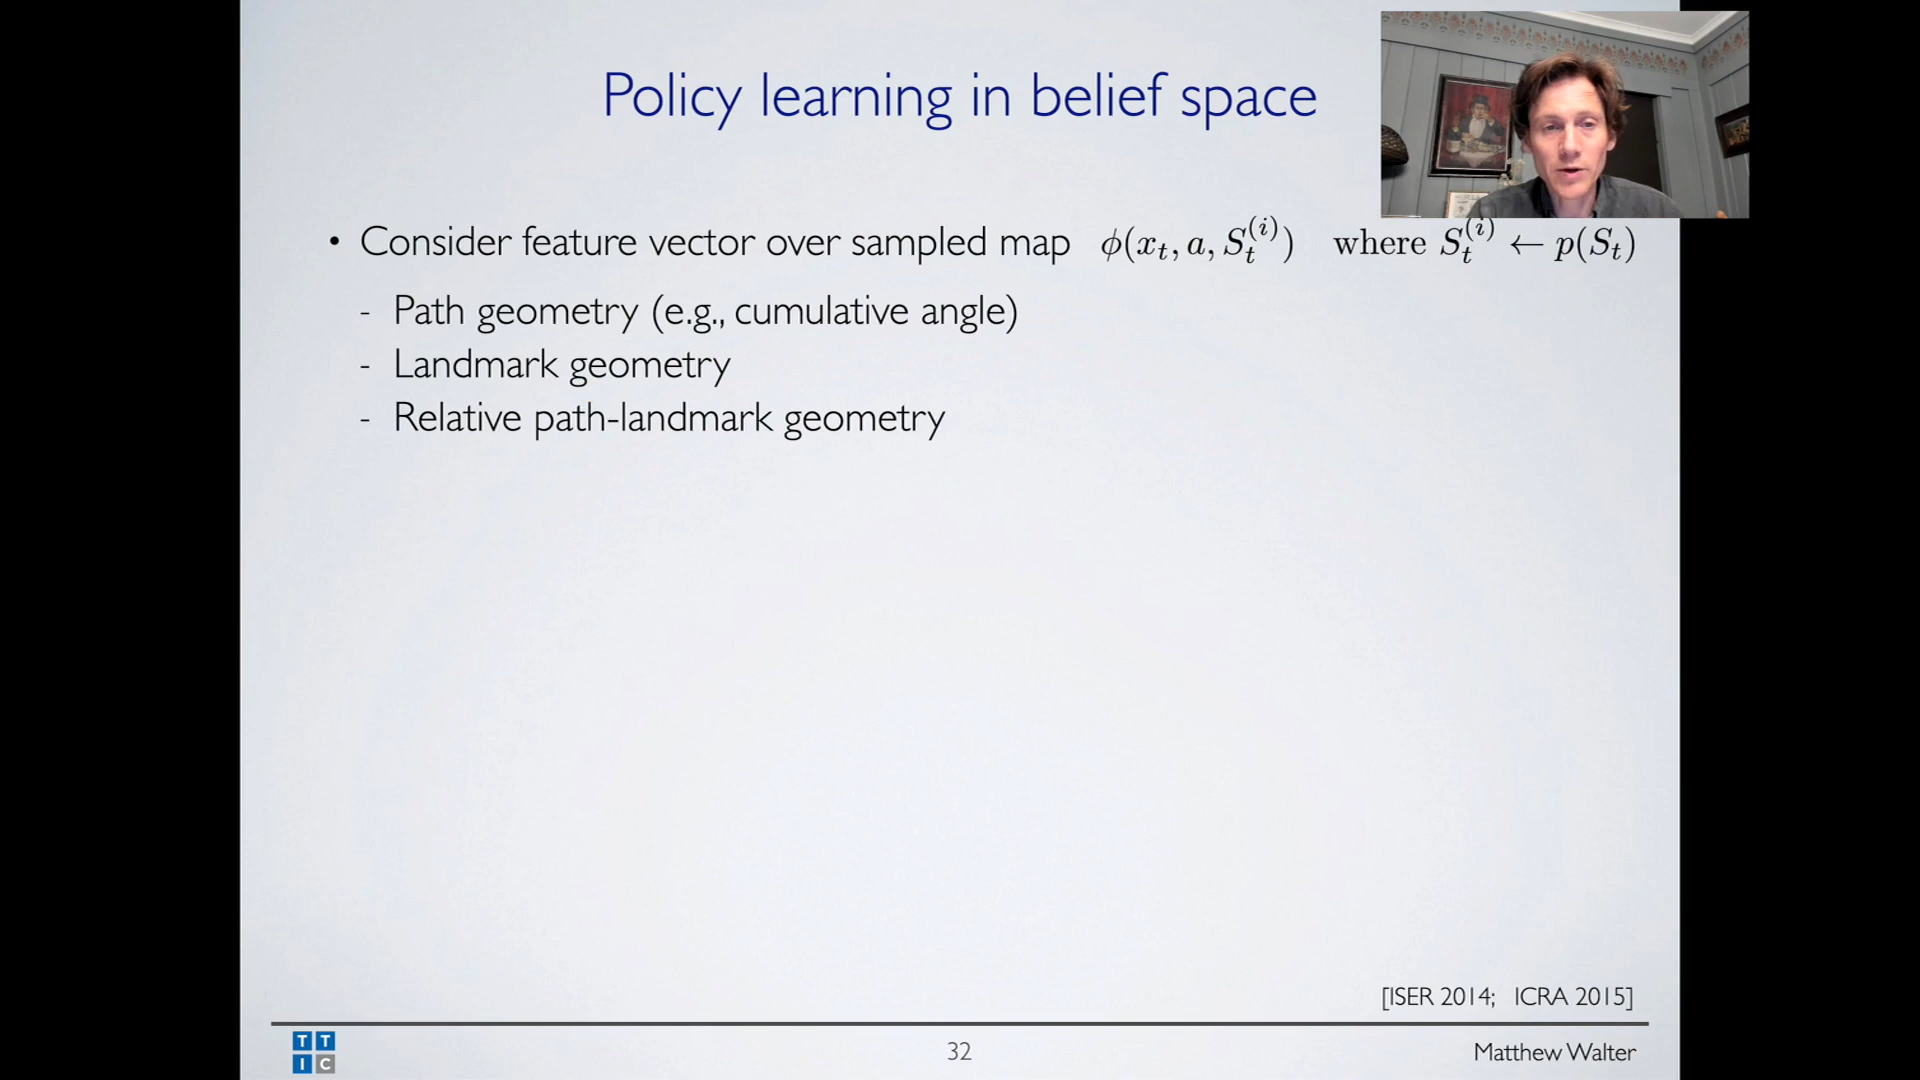 Policy learning in belief space
• Consider feature vector over sampled map ϕ(x_t, a, S_t^{(i)}) where S_t^{(i)} ← p(S_t)
- Path geometry (e.g., cumulative angle)
- Landmark geometry
- Relative path-landmark geometry
[ISER 2014; ICRA 2015]
TTIC
32
Matthew Walter